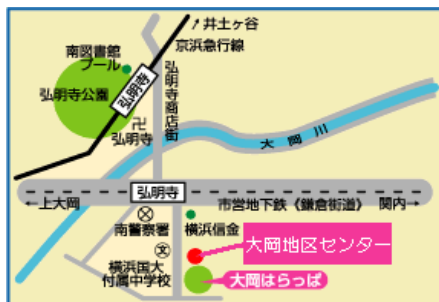 ↗井土ヶ谷
京浜急行線
南図書館
プール
弘明寺公園
弘明寺
弘明寺商店街
卍
弘明寺
大岡川
弘明寺
←上大岡
市営地下鉄《鎌倉街道》 関内→
南警察署
横浜信金
大岡地区センター
文
横浜国大
付属中学校
大岡はらっぱ